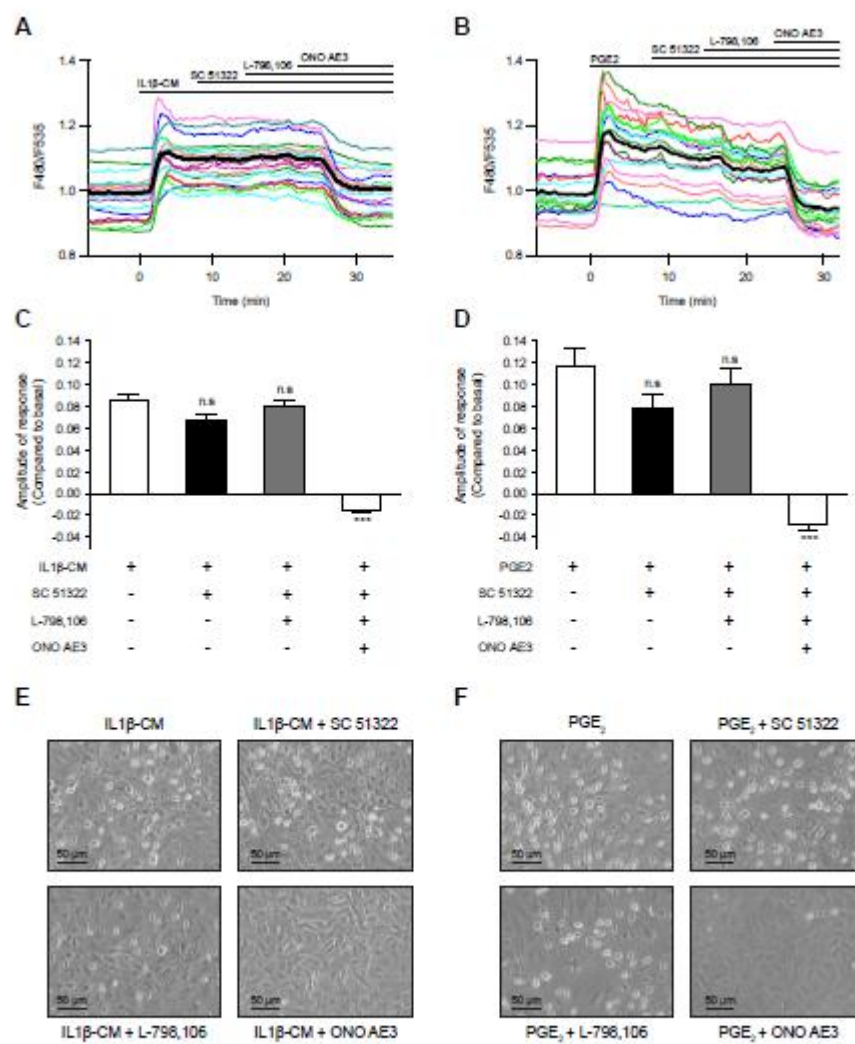 A
B
ONO AE3
L-798,106
SC 51322
IL1β-CM
ONO AE3
L-798,106
SC 51322
PGE2
1.4
1.2
1.0
0.8
F480/F535
0 10 20 30
Time (min)
1.4
1.2
1.0
0.8
F480/F535
0 10 20 30
Time (min)
C
D
Amplitude of response
(Compared to basal)
0.14
0.12
0.10
0.08
0.06
0.04
0.02
0.00
-0.02
-0.04
n.s
n.s
***
IL1β-CM + + + +
SC 51322 - + + +
L-798,106 - - + +
ONO AE3 - - - +
Amplitude of response
(Compared to basal)
0.14
0.12
0.10
0.08
0.06
0.04
0.02
0.00
-0.02
-0.04
n.s
n.s
***
PGE2 + + + +
SC 51322 - + + +
L-798,106 - - + +
ONO AE3 - - - +
E
F
IL1β-CM
IL1β-CM + SC 51322
50 µm
50 µm
50 µm
50 µm
IL1β-CM + L-798,106
IL1β-CM + ONO AE3
PGE₂
PGE₂ + SC 51322
50 µm
50 µm
50 µm
50 µm
PGE₂ + L-798,106
PGE₂ + ONO AE3